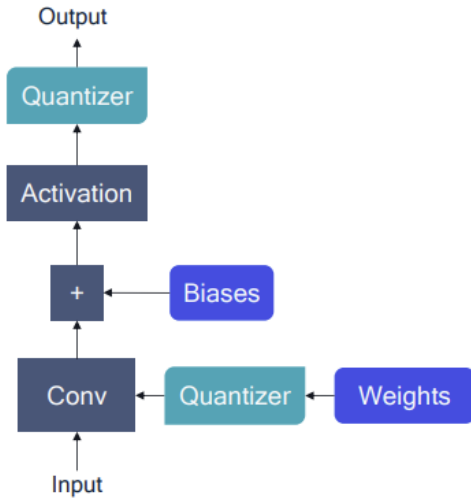 Output
Quantizer
Activation
+
Biases
Conv
Quantizer
Weights
Input